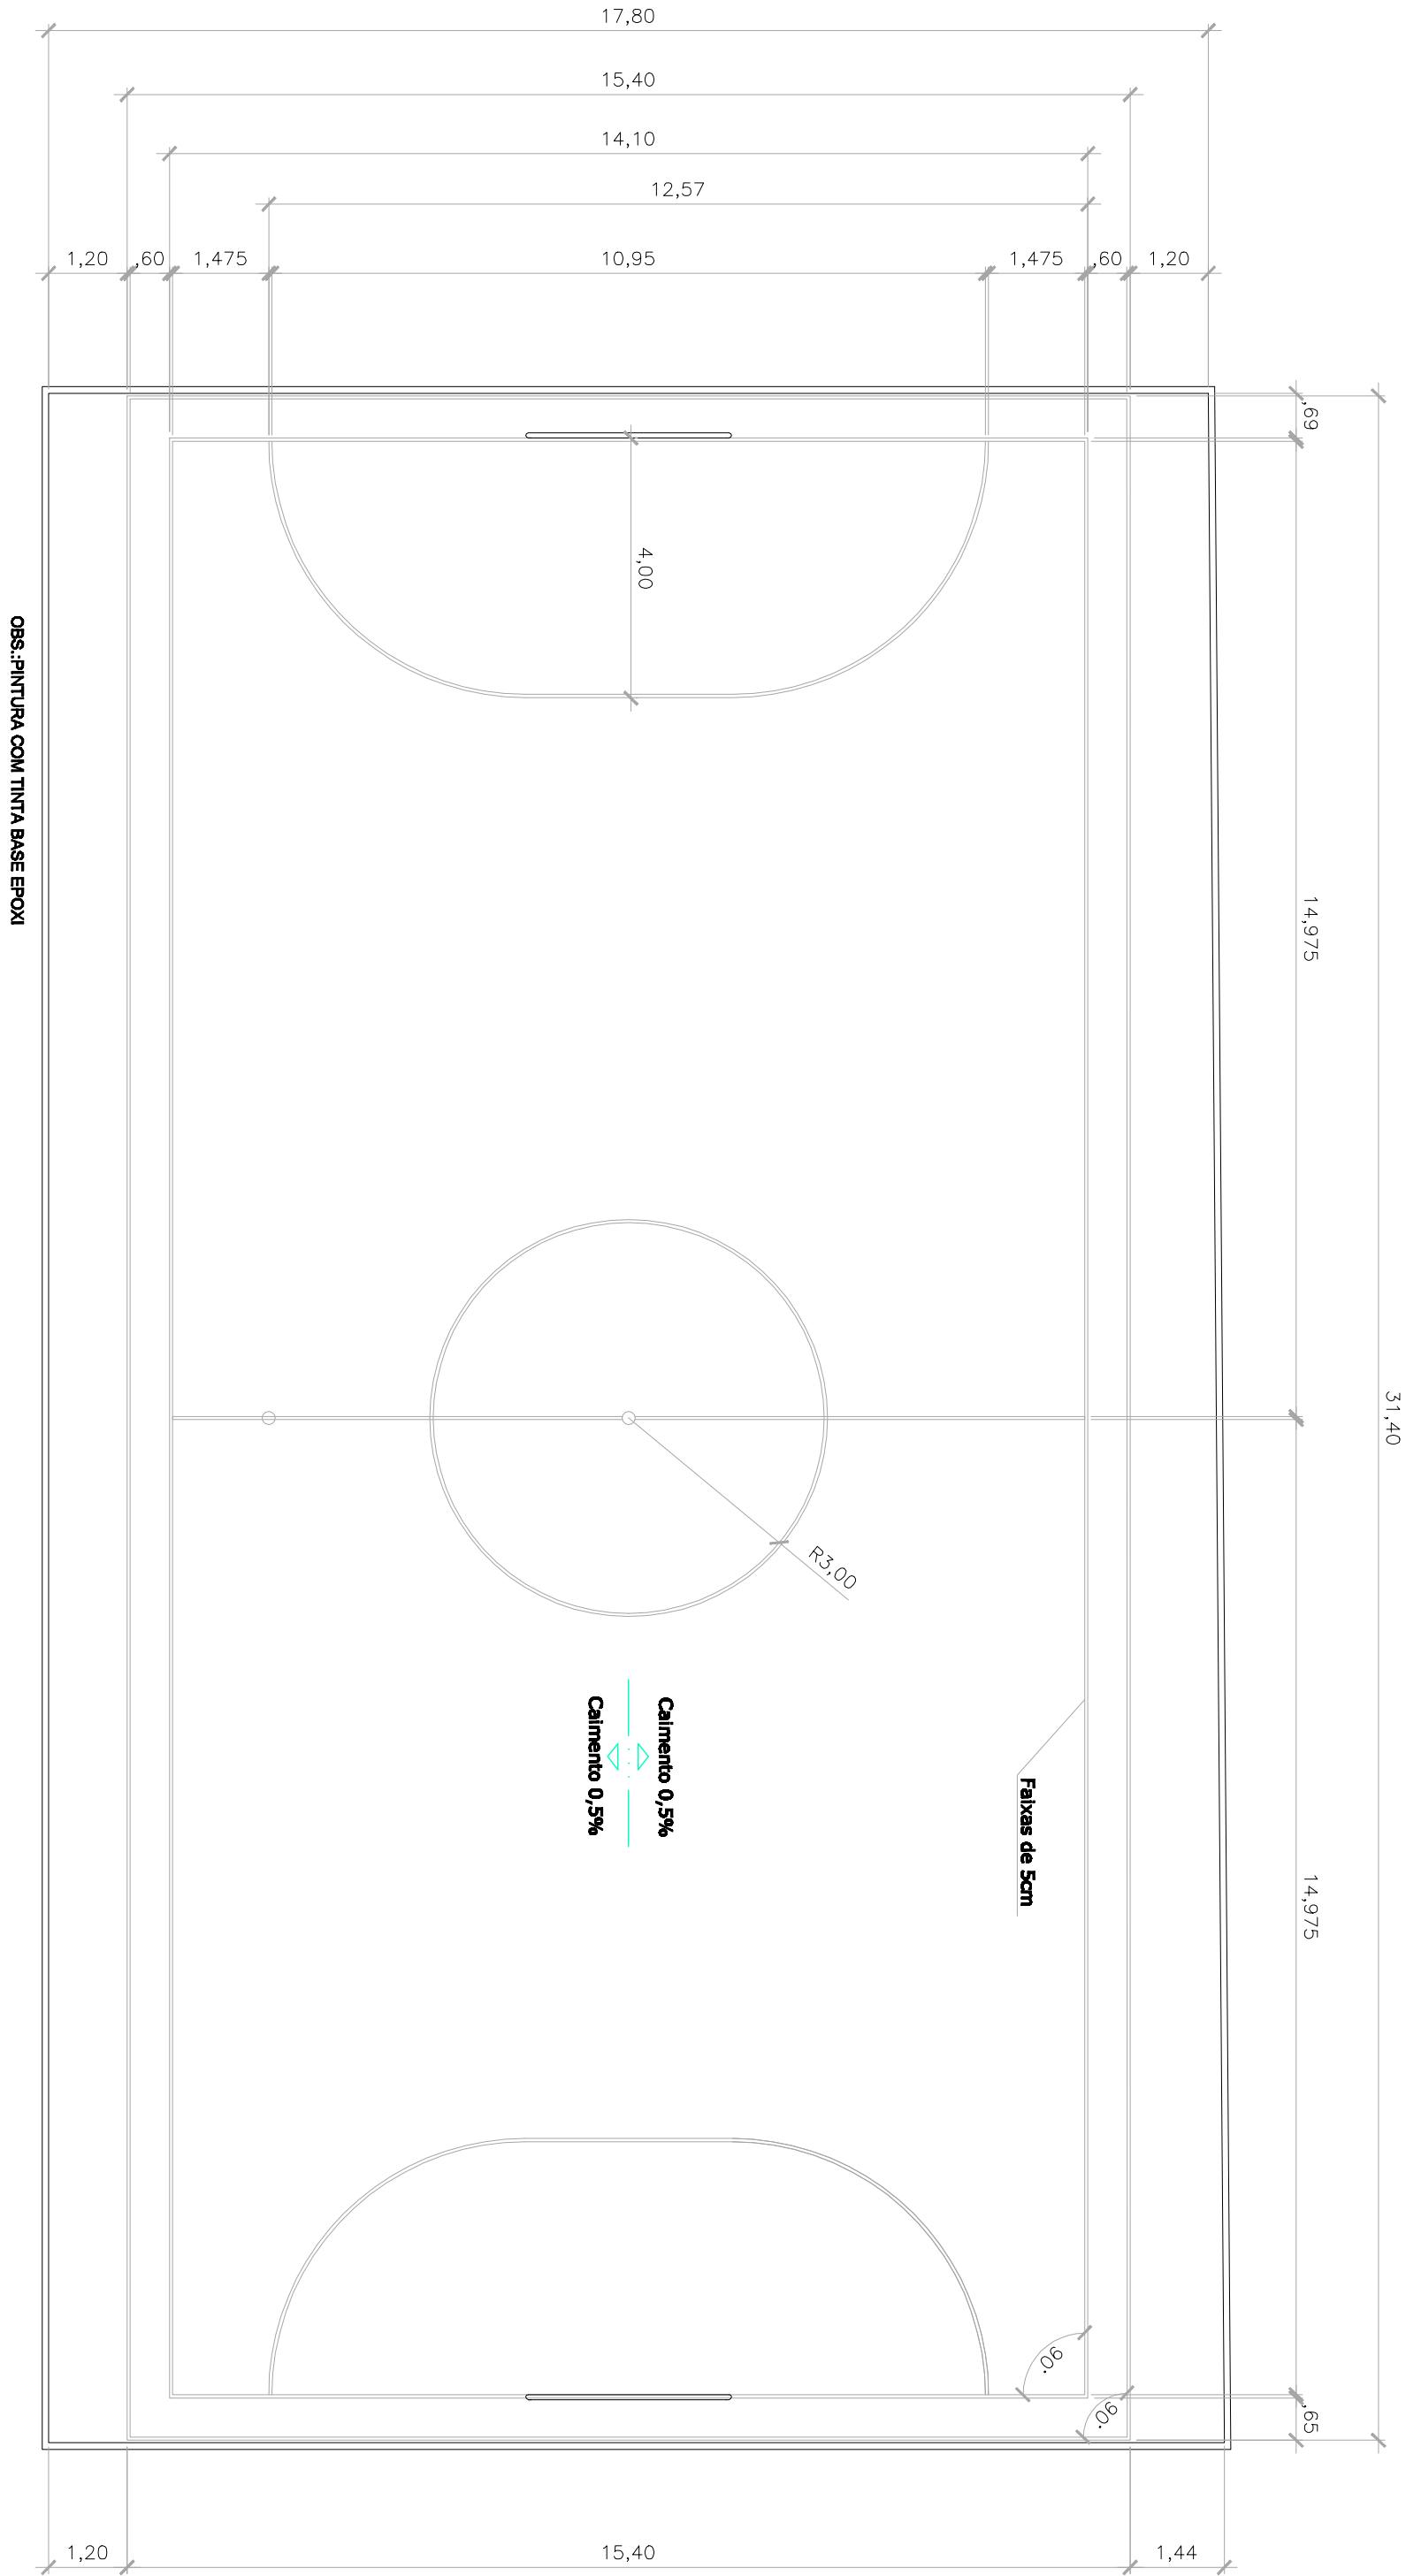 17,80
15,40
14,10
12,57
1,20 ,60 1,475 10,95 1,475 ,60 1,20
,69
4,00
OBS.:PINTURA COM TINTA BASE EPOXI
14,975
31,40
R3,00
Caimento 0,5%
Caimento 0,5%
Faixas de 5cm
14,975
90°
90°
,65
1,20 15,40 1,44